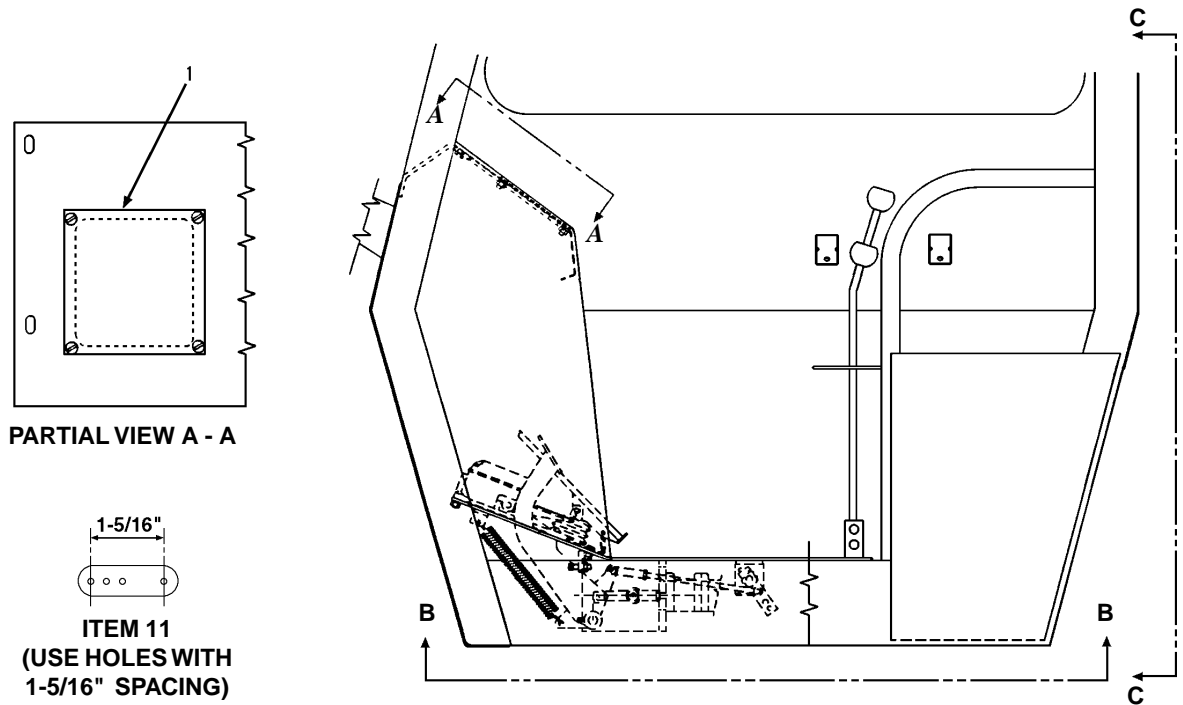 1
PARTIAL VIEW A - A
1-5/16"
ITEM 11
(USE HOLES WITH
1-5/16" SPACING)
A
A
B
B
C
C